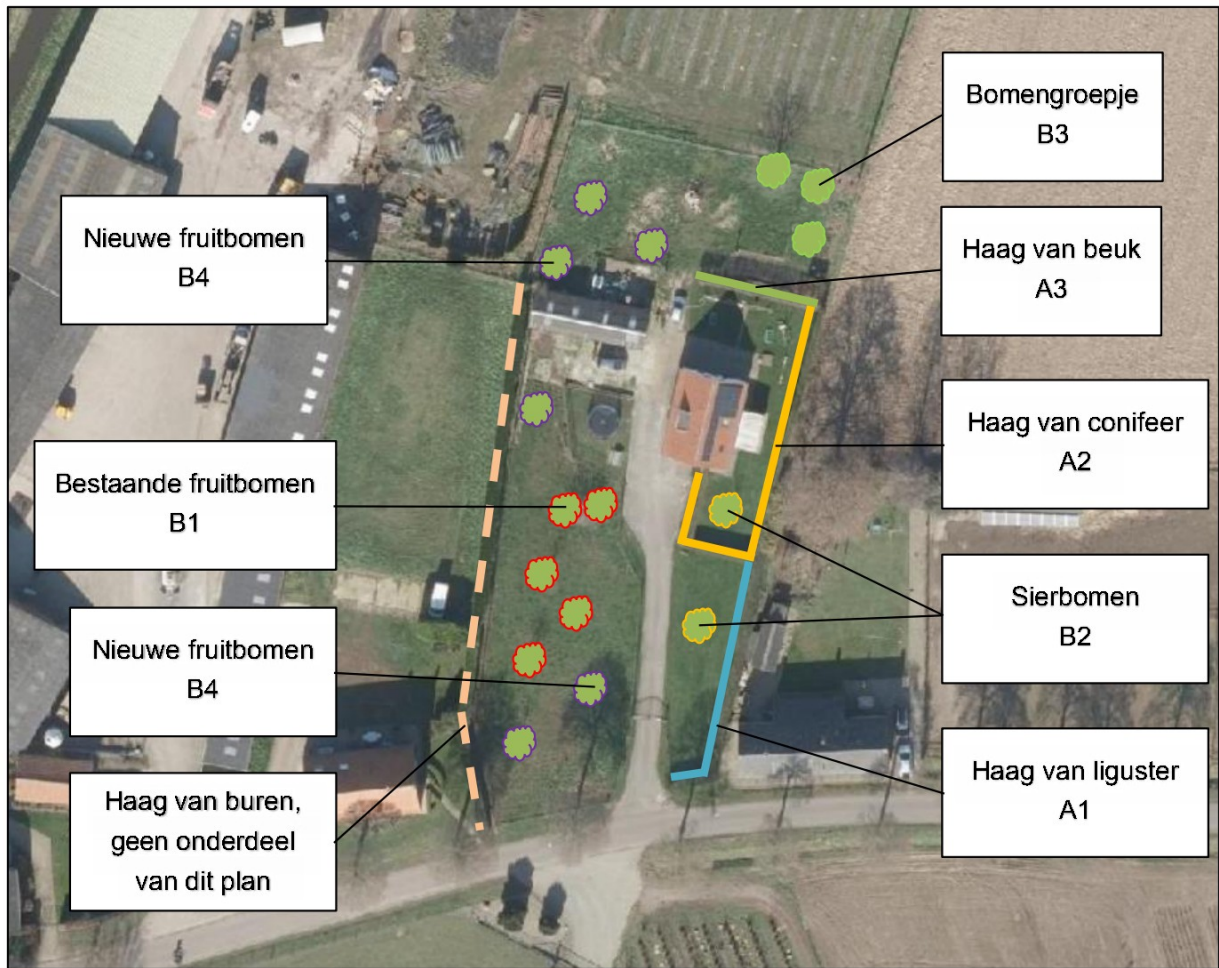 Nieuwe fruitbomen
B4
Bestaande fruitbomen
B1
Nieuwe fruitbomen
B4
Haag van buren,
geen onderdeel
van dit plan
Bomengroepje
B3
Haag van beuk
A3
Haag van conifeer
A2
Sierbomen
B2
Haag van liguster
A1